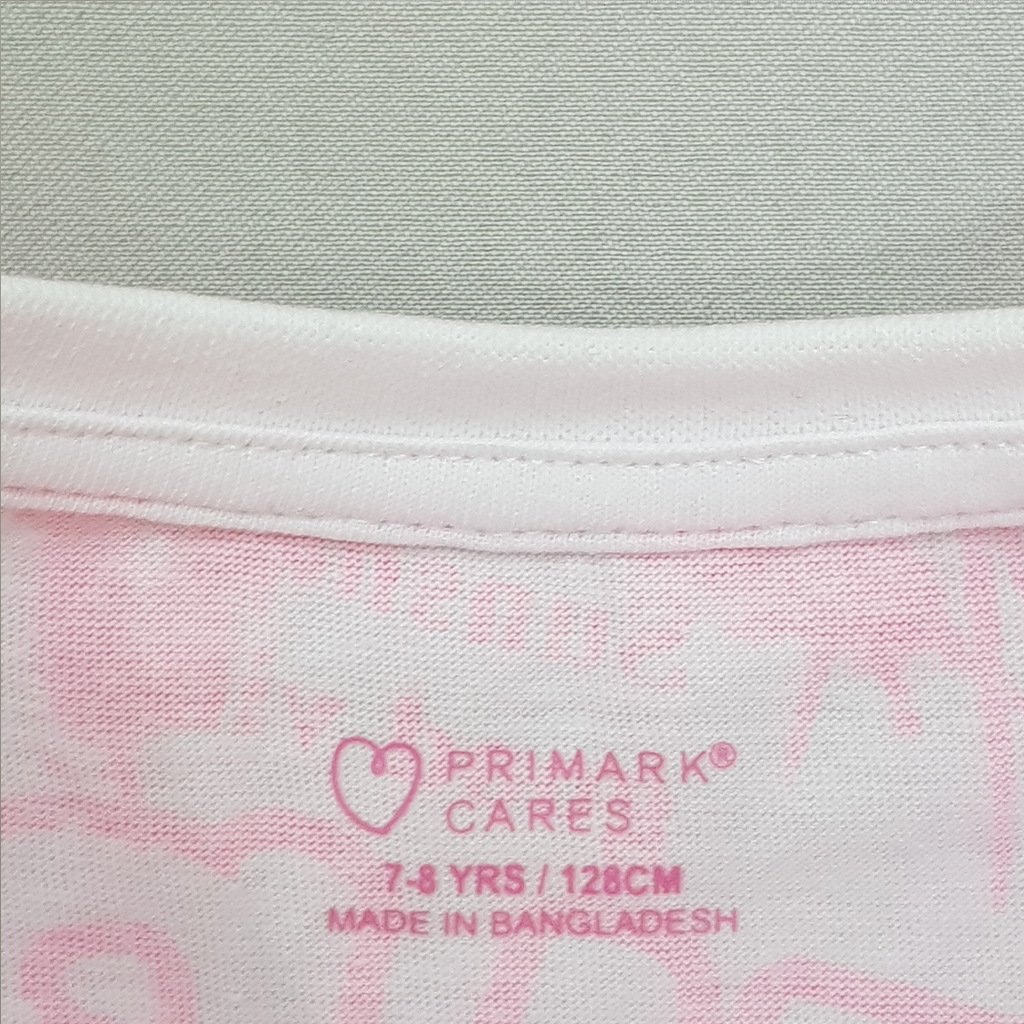 PRIMARK®
CARES
7-8 YRS / 128CM
MADE IN BANGLADESH